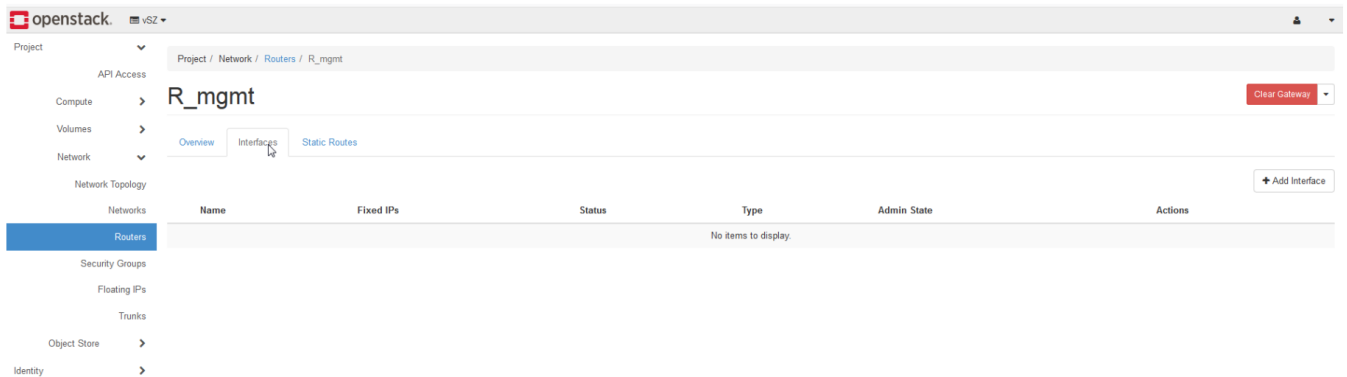 openstack. vSZ
Project
API Access
Compute
Volumes
Network
Network Topology
Networks
Routers
Security Groups
Floating IPs
Trunks
Object Store
Identity
Project / Network / Routers / R_mgmt
R_mgmt
Clear Gateway
Overview Interfaces Static Routes
+ Add Interface
Name Fixed IPs Status Type Admin State Actions
No items to display.